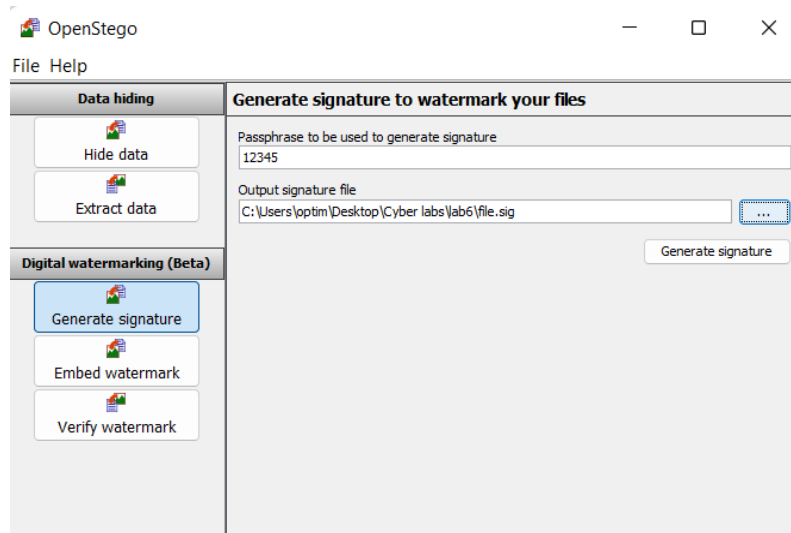 OpenStego
File Help
Data hiding
Hide data
Extract data
Digital watermarking (Beta)
Generate signature
Embed watermark
Verify watermark
Generate signature to watermark your files
Passphrase to be used to generate signature
12345
Output signature file
C:\Users\optim\Desktop\Cyber labs\lab6\file.sig
...
Generate signature